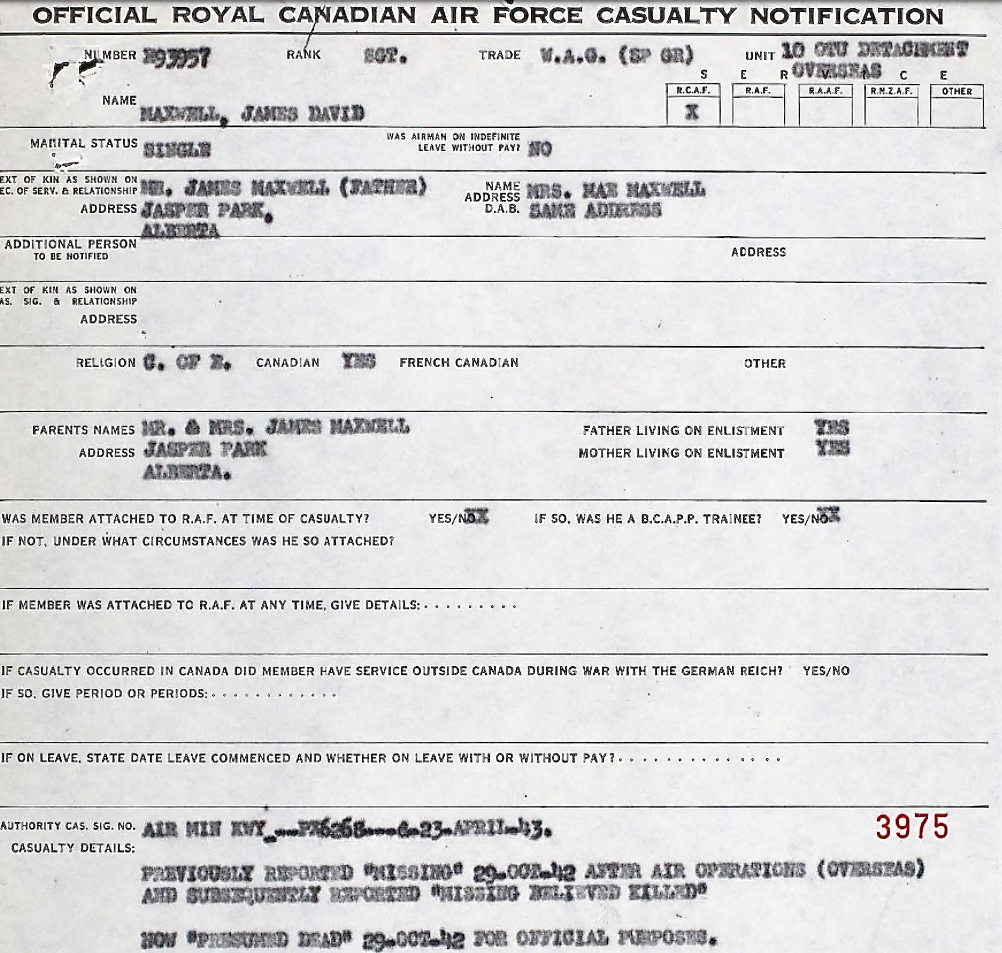 OFFICIAL ROYAL CANADIAN AIR FORCE CASUALTY NOTIFICATION
NUMBER RANK SGT. TRADE W.A.G. (SP GR) UNIT 10 OTU DETACHMENT
OVERSEAS
S E R V I C E
R.C.A.F. R.A.F. R.A.A.F. R.N.Z.A.F. OTHER
NAME MAXWELL, JAMES DAVID X
MARITAL STATUS SINGLE WAS AIRMAN ON INDEFINITE LEAVE WITHOUT PAY? NO
EXT OF KIN AS SHOWN ON
EC. OF SERV. & RELATIONSHIP MR. JAMES MAXWELL (FATHER) NAME MRS. MAE MAXWELL
ADDRESS JASPER PARK, ADDRESS D.A.B. SAME ADDRESS
ALBERTA
ADDITIONAL PERSON
TO BE NOTIFIED ADDRESS
EXT OF KIN AS SHOWN ON
AS. SIG. & RELATIONSHIP
ADDRESS
RELIGION C. OF E. CANADIAN YES FRENCH CANADIAN OTHER
PARENTS NAMES MR. & MRS. JAMES MAXWELL FATHER LIVING ON ENLISTMENT YES
ADDRESS JASPER PARK MOTHER LIVING ON ENLISTMENT YES
ALBERTA.
WAS MEMBER ATTACHED TO R.A.F. AT TIME OF CASUALTY? YES/NO IF SO, WAS HE A B.C.A.P.P. TRAINEE? YES/NO
IF NOT, UNDER WHAT CIRCUMSTANCES WAS HE SO ATTACHED?
IF MEMBER WAS ATTACHED TO R.A.F. AT ANY TIME, GIVE DETAILS: . . . . . . . . .
IF CASUALTY OCCURRED IN CANADA DID MEMBER HAVE SERVICE OUTSIDE CANADA DURING WAR WITH THE GERMAN REICH? YES/NO
IF SO, GIVE PERIOD OR PERIODS: . . . . . . . . . . . .
IF ON LEAVE, STATE DATE LEAVE COMMENCED AND WHETHER ON LEAVE WITH OR WITHOUT PAY? . . . . . . . . . . . . . .
AUTHORITY CAS. SIG. NO. AIR MIN KWY 23-APRIL-43. 3975
CASUALTY DETAILS:
PREVIOUSLY REPORTED "MISSING" 29-OCT-42 AFTER AIR OPERATIONS (OVERSEAS)
AND SUBSEQUENTLY REPORTED "MISSING BELIEVED KILLED"
NOW "PRESUMED DEAD" 29-OCT-42 FOR OFFICIAL PURPOSES.